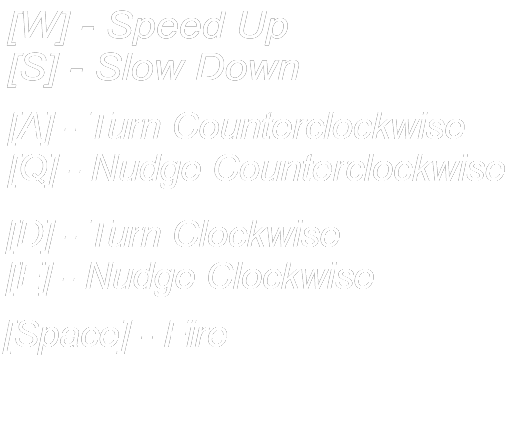 [W] - Speed Up
[S] - Slow Down
[A] - Turn Counterclockwise
[Q] - Nudge Counterclockwise
[D] - Turn Clockwise
[E] - Nudge Clockwise
[Space] - Fire